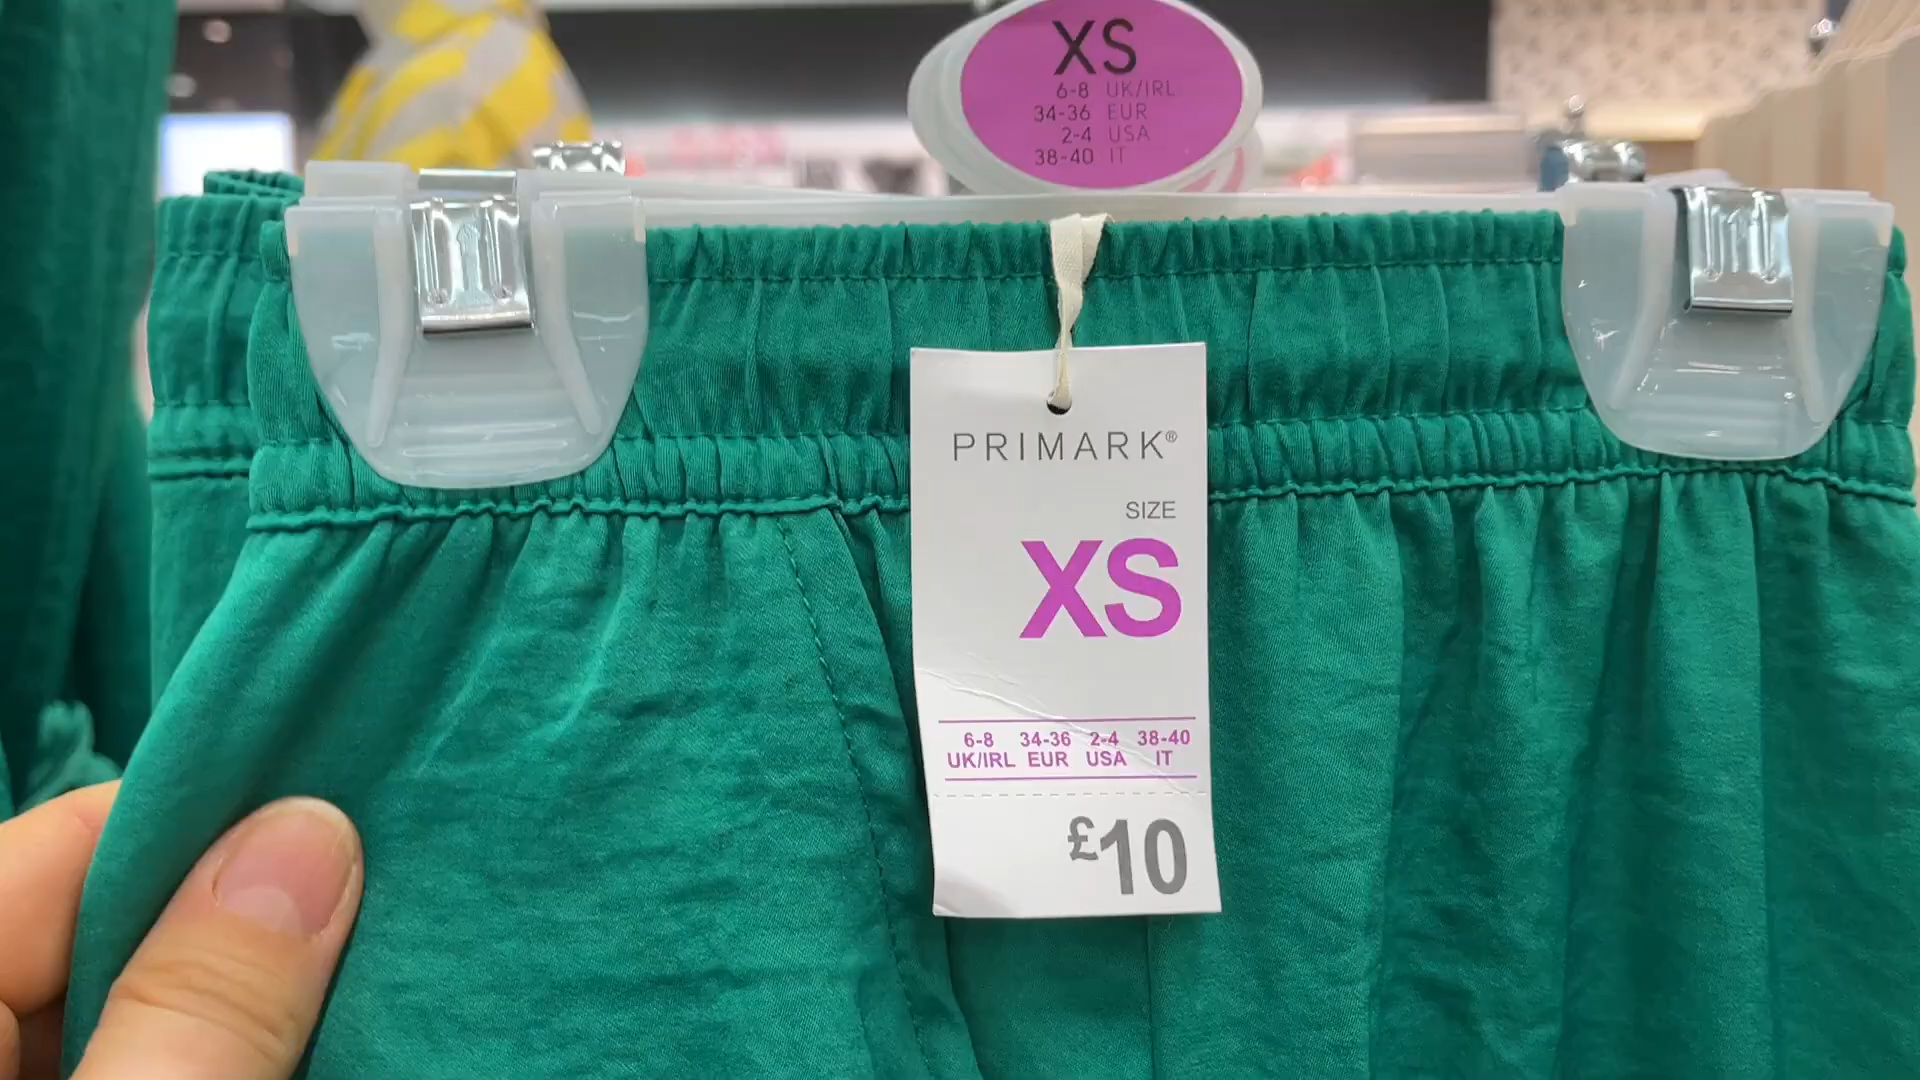 XS
6-8 UK/IRL
34-36 EUR
2-4 USA
38-40 IT
PRIMARK®
SIZE
XS
6-8 34-36 2-4 38-40
UK/IRL EUR USA IT
£10